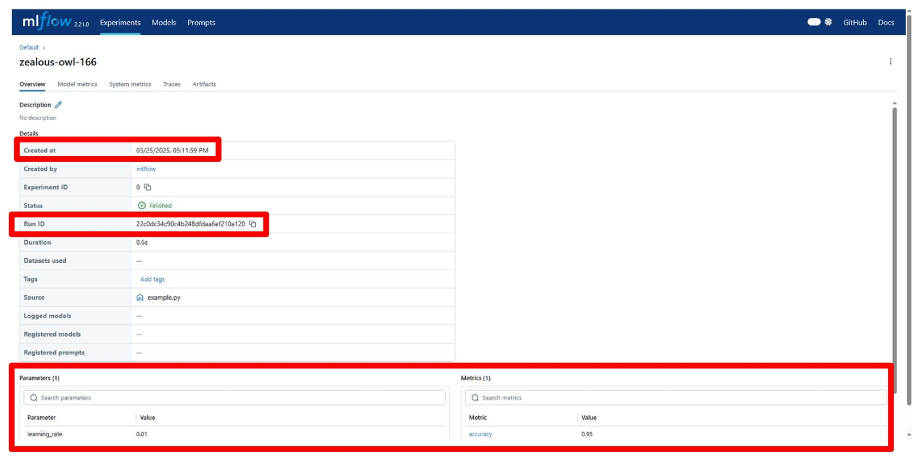 mlflow 2.21.0 Experiments Models Prompts GitHub Docs
Default ›
zealous-owl-166
Overview Model metrics System metrics Traces Artifacts
Description
No description
Details
Created at 03/25/2025, 05:11:59 PM
Created by mlflow
Experiment ID 0
Status Finished
Run ID 22c0dc34c90c4b248dfdaa6ef210a120
Duration 0.6s
Datasets used —
Tags Add tags
Source example.py
Logged models —
Registered models —
Registered prompts —
Parameters (1) Metrics (1)
Search parameters Search metrics
Parameter Value Metric Value
learning_rate 0.01 accuracy 0.95